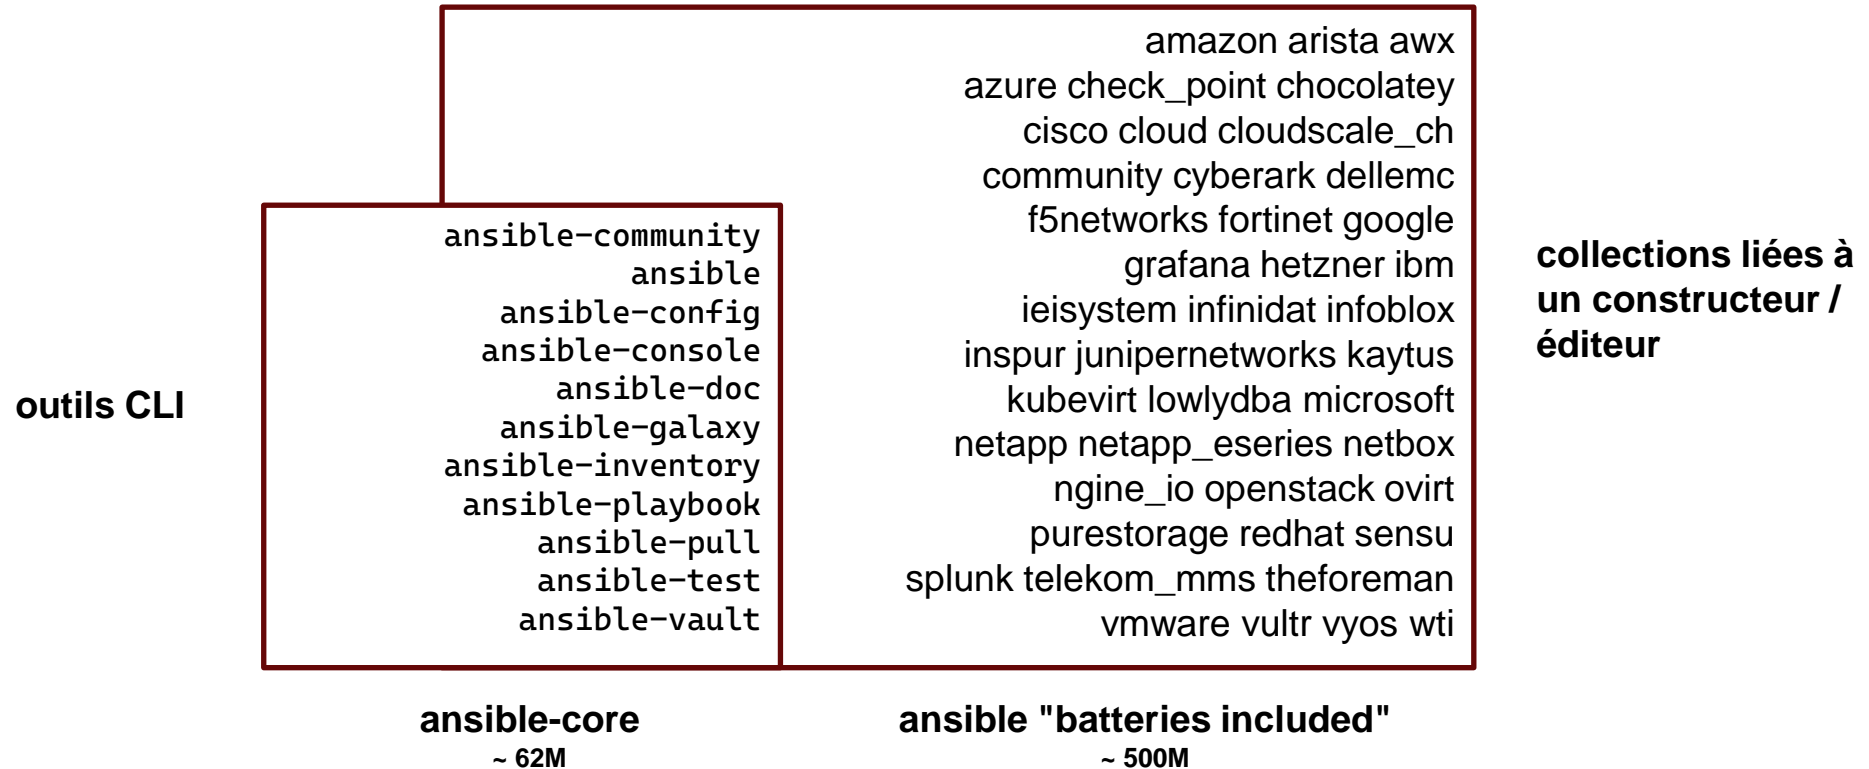 outils CLI
ansible-community
ansible
ansible-config
ansible-console
ansible-doc
ansible-galaxy
ansible-inventory
ansible-playbook
ansible-pull
ansible-test
ansible-vault
ansible-core
~ 62M
amazon arista awx
azure check_point chocolatey
cisco cloud cloudscale_ch
community cyberark dellemc
f5networks fortinet google
grafana hetzner ibm
ieisystem infinidat infoblox
inspur junipernetworks kaytus
kubevirt lowlydba microsoft
netapp netapp_eseries netbox
ngine_io openstack ovirt
purestorage redhat sensu
splunk telekom_mms theforeman
vmware vultr vyos wti
ansible "batteries included"
~ 500M
collections liées à
un constructeur /
éditeur